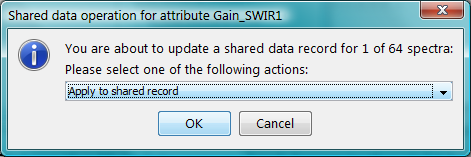 Shared data operation for attribute Gain_SWIR1
You are about to update a shared data record for 1 of 64 spectra:
Please select one of the following actions:
Apply to shared record
OK
Cancel